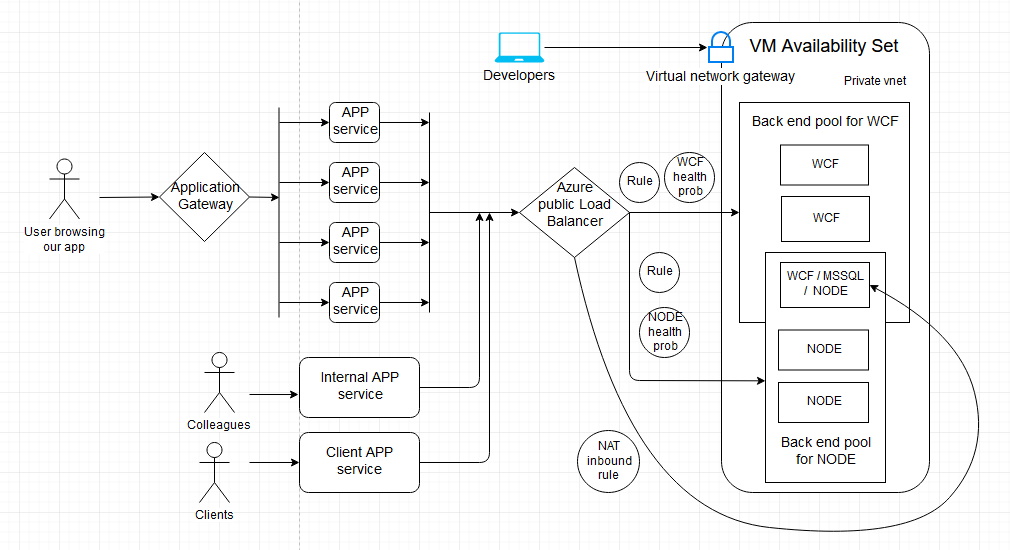 VM Availability Set
Developers
Virtual network gateway
Private vnet
APP
service
Back end pool for WCF
WCF
health
prob
Rule
WCF
User browsing
our app
Application
Gateway
APP
service
Azure
public Load
Balancer
WCF
APP
service
Rule
WCF / MSSQL
/ NODE
APP
service
NODE
health
prob
NODE
Internal APP
service
NODE
Colleagues
Client APP
service
NAT
inbound
rule
Back end pool
for NODE
Clients